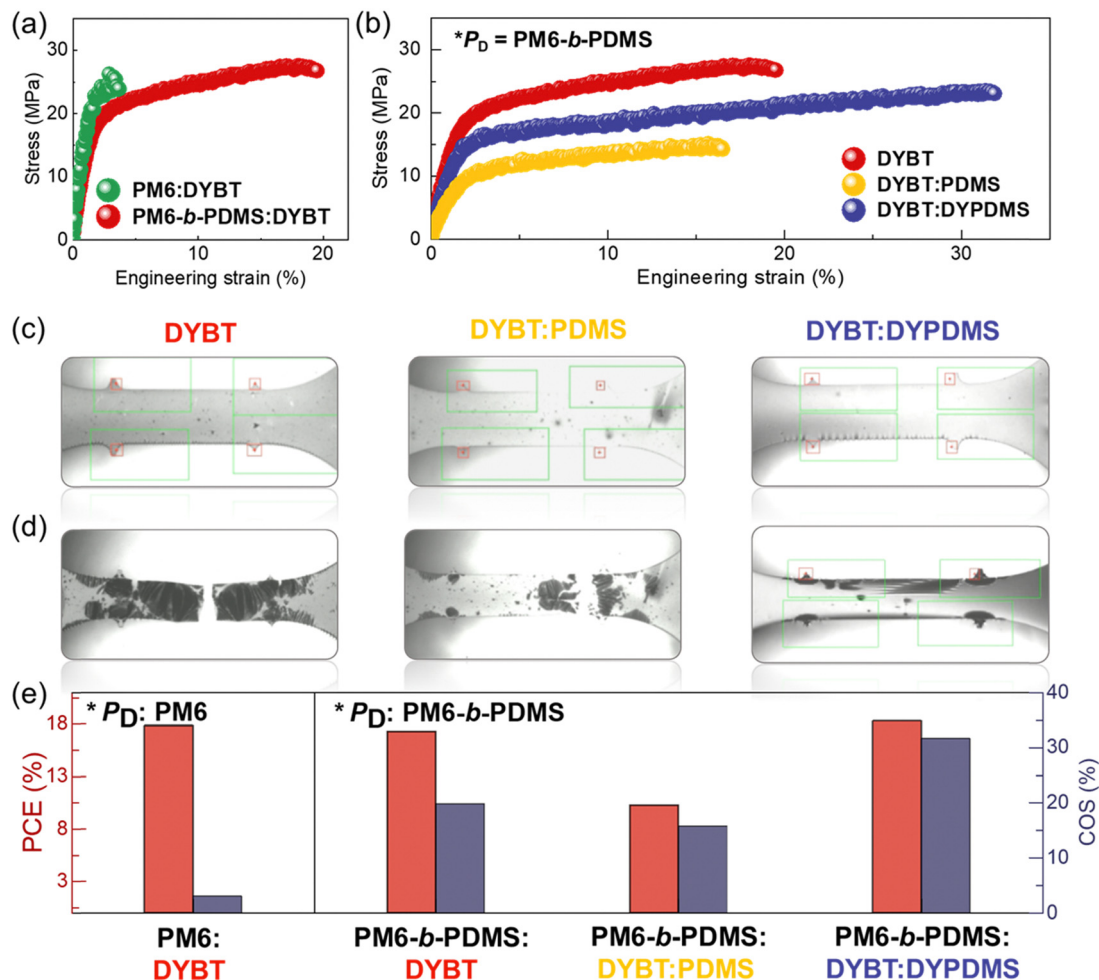 (a)
Stress (MPa)
30
20
10
0
PM6:DYBT
PM6-b-PDMS:DYBT
0 10 20
Engineering strain (%)
(b)
*PD = PM6-b-PDMS
Stress (MPa)
30
20
10
0
DYBT
DYBT:PDMS
DYBT:DYPDMS
0 10 20 30
Engineering strain (%)
(c)
DYBT DYBT:PDMS DYBT:DYPDMS
(d)
(e)
* PD: PM6 * PD: PM6-b-PDMS
PCE (%)
18
13
8
3
COS (%)
40
30
20
10
0
PM6:
DYBT
PM6-b-PDMS:
DYBT
PM6-b-PDMS:
DYBT:PDMS
PM6-b-PDMS:
DYBT:DYPDMS